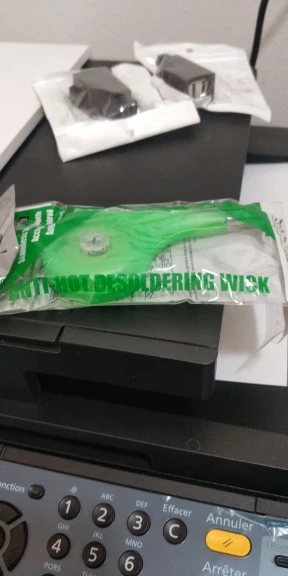 ANTI-HOT DESOLDERING WICK
onction
ABC
DEF
Effacer
Annuler
1
2
3
C
GHI
JKL
MNO
4
5
6
Arrêter
PQRS